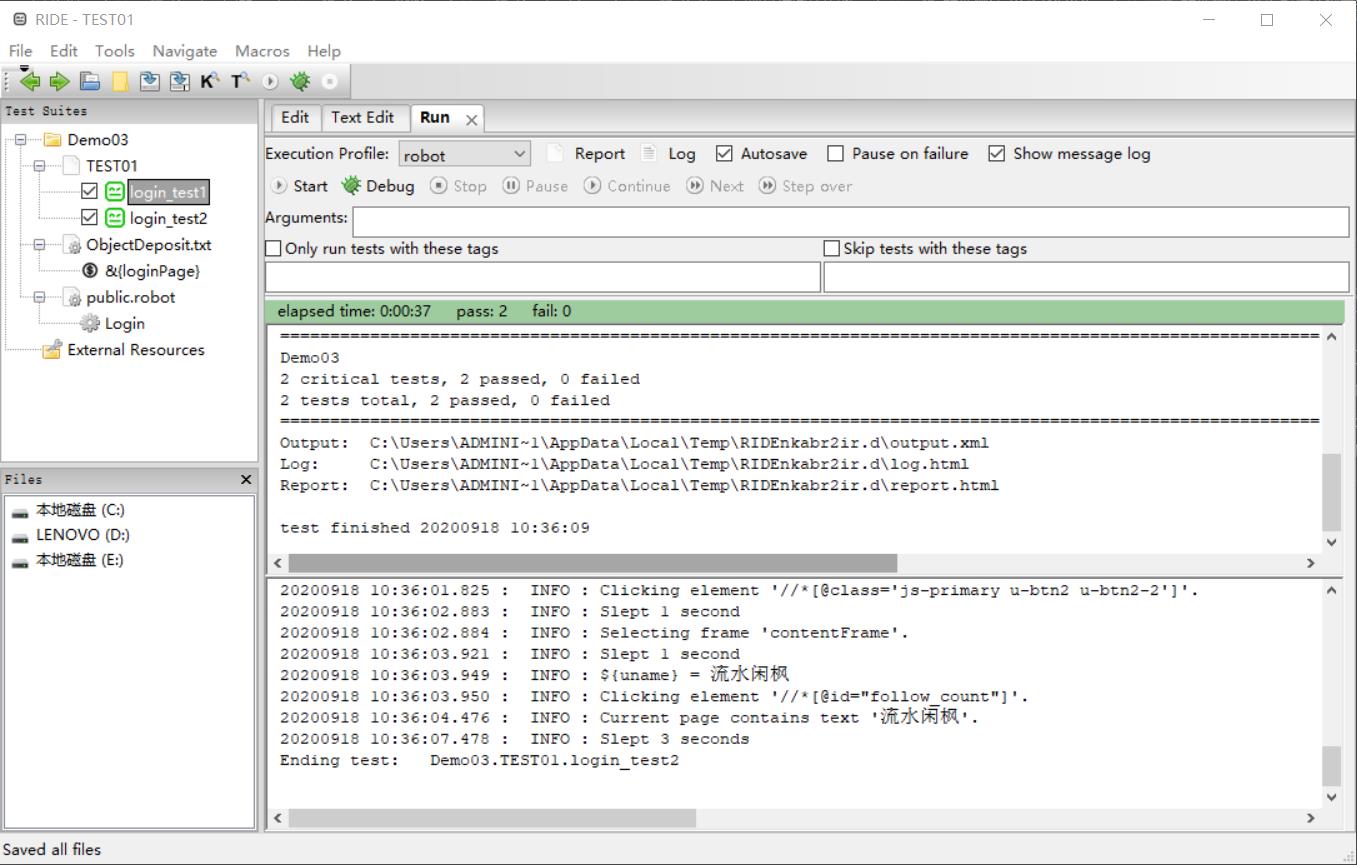 RIDE - TEST01
File Edit Tools Navigate Macros Help
K T
Test Suites
Demo03
TEST01
login_test1
login_test2
ObjectDeposit.txt
&{loginPage}
public.robot
Login
External Resources
Files
本地磁盘 (C:)
LENOVO (D:)
本地磁盘 (E:)
Edit Text Edit Run
Execution Profile: robot Report Log Autosave Pause on failure Show message log
Start Debug Stop Pause Continue Next Step over
Arguments:
Only run tests with these tags Skip tests with these tags
elapsed time: 0:00:37 pass: 2 fail: 0
==============================================================================
Demo03
2 critical tests, 2 passed, 0 failed
2 tests total, 2 passed, 0 failed
==============================================================================
Output: C:\Users\ADMINI~1\AppData\Local\Temp\RIDEnkabr2ir.d\output.xml
Log: C:\Users\ADMINI~1\AppData\Local\Temp\RIDEnkabr2ir.d\log.html
Report: C:\Users\ADMINI~1\AppData\Local\Temp\RIDEnkabr2ir.d\report.html
test finished 20200918 10:36:09
20200918 10:36:01.825 : INFO : Clicking element '//*[@class='js-primary u-btn2 u-btn2-2']'.
20200918 10:36:02.883 : INFO : Slept 1 second
20200918 10:36:02.884 : INFO : Selecting frame 'contentFrame'.
20200918 10:36:03.921 : INFO : Slept 1 second
20200918 10:36:03.949 : INFO : ${uname} = 流水闲枫
20200918 10:36:03.950 : INFO : Clicking element '//*[@id="follow_count"]'.
20200918 10:36:04.476 : INFO : Current page contains text '流水闲枫'.
20200918 10:36:07.478 : INFO : Slept 3 seconds
Ending test: Demo03.TEST01.login_test2
Saved all files